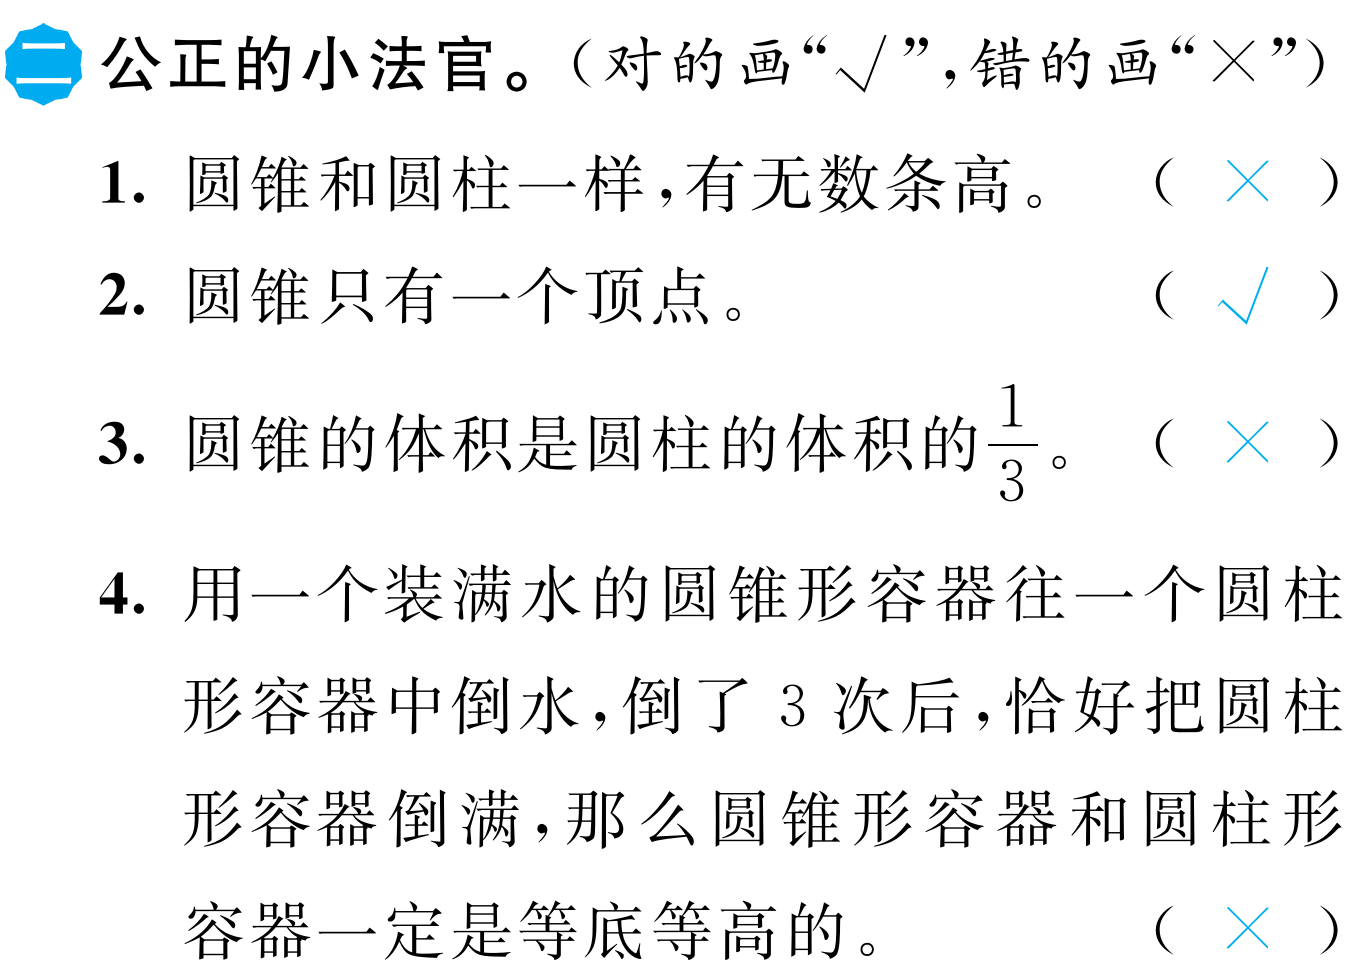 二 公正的小法官。(对的画“√”,错的画“×”)
1. 圆锥和圆柱一样,有无数条高。 ( × )
2. 圆锥只有一个顶点。 ( √ )
3. 圆锥的体积是圆柱的体积的1/3。 ( × )
4. 用一个装满水的圆锥形容器往一个圆柱
形容器中倒水,倒了 3 次后,恰好把圆柱
形容器倒满,那么圆锥形容器和圆柱形
容器一定是等底等高的。 ( × )